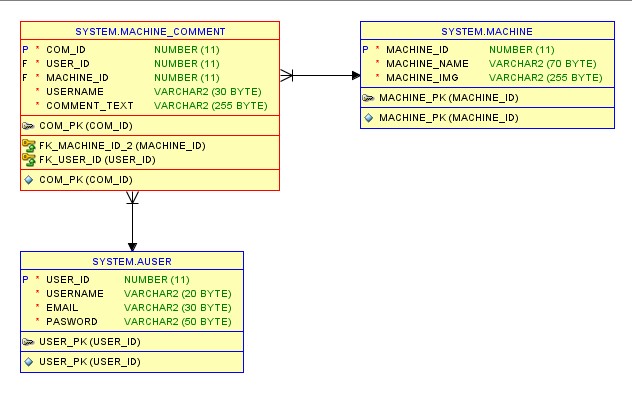 SYSTEM.MACHINE_COMMENT
P * COM_ID NUMBER (11)
F * USER_ID NUMBER (11)
F * MACHINE_ID NUMBER (11)
* USERNAME VARCHAR2 (30 BYTE)
* COMMENT_TEXT VARCHAR2 (255 BYTE)
COM_PK (COM_ID)
FK_MACHINE_ID_2 (MACHINE_ID)
FK_USER_ID (USER_ID)
COM_PK (COM_ID)
SYSTEM.MACHINE
P * MACHINE_ID NUMBER (11)
* MACHINE_NAME VARCHAR2 (70 BYTE)
* MACHINE_IMG VARCHAR2 (255 BYTE)
MACHINE_PK (MACHINE_ID)
MACHINE_PK (MACHINE_ID)
SYSTEM.AUSER
P * USER_ID NUMBER (11)
* USERNAME VARCHAR2 (20 BYTE)
* EMAIL VARCHAR2 (30 BYTE)
* PASWORD VARCHAR2 (50 BYTE)
USER_PK (USER_ID)
USER_PK (USER_ID)